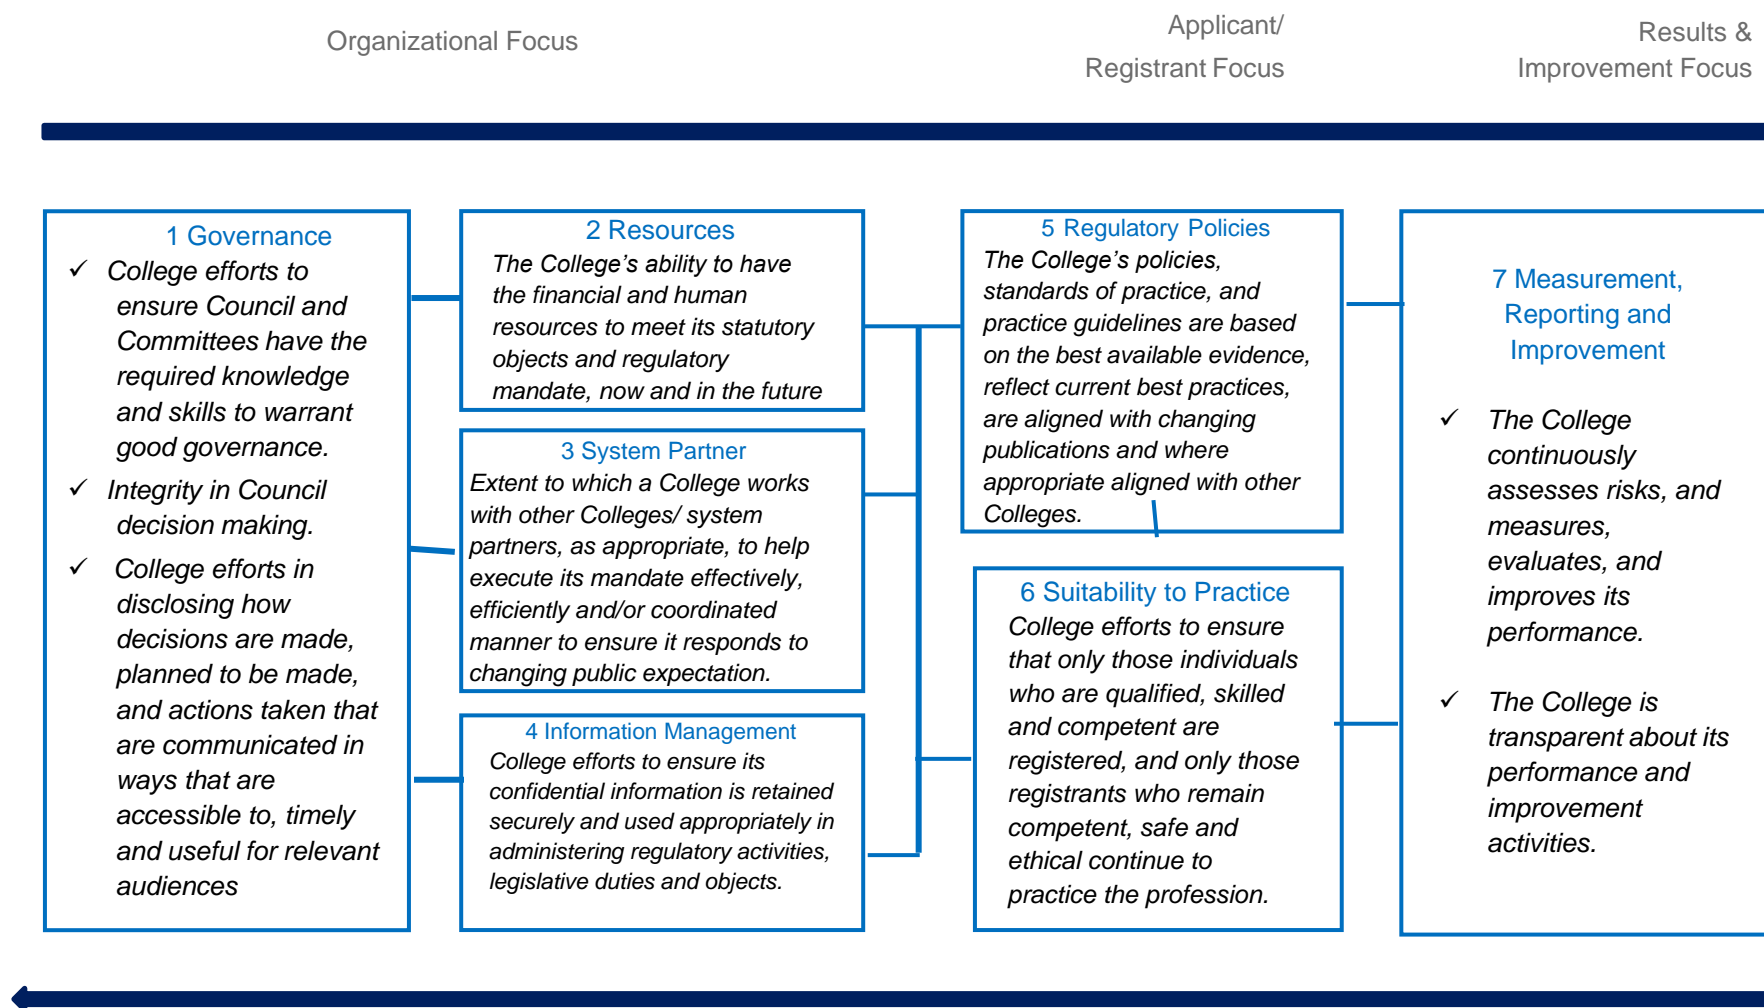 Organizational Focus
Applicant/
Registrant Focus
Results &
Improvement Focus
1 Governance
✓ College efforts to
ensure Council and
Committees have the
required knowledge
and skills to warrant
good governance.
✓ Integrity in Council
decision making.
✓ College efforts in
disclosing how
decisions are made,
planned to be made,
and actions taken that
are communicated in
ways that are
accessible to, timely
and useful for relevant
audiences
2 Resources
The College’s ability to have
the financial and human
resources to meet its statutory
objects and regulatory
mandate, now and in the future
3 System Partner
Extent to which a College works
with other Colleges/ system
partners, as appropriate, to help
execute its mandate effectively,
efficiently and/or coordinated
manner to ensure it responds to
changing public expectation.
4 Information Management
College efforts to ensure its
confidential information is retained
securely and used appropriately in
administering regulatory activities,
legislative duties and objects.
5 Regulatory Policies
The College’s policies,
standards of practice, and
practice guidelines are based
on the best available evidence,
reflect current best practices,
are aligned with changing
publications and where
appropriate aligned with other
Colleges.
6 Suitability to Practice
College efforts to ensure
that only those individuals
who are qualified, skilled
and competent are
registered, and only those
registrants who remain
competent, safe and
ethical continue to
practice the profession.
7 Measurement,
Reporting and
Improvement
✓ The College
continuously
assesses risks, and
measures,
evaluates, and
improves its
performance.
✓ The College is
transparent about its
performance and
improvement
activities.